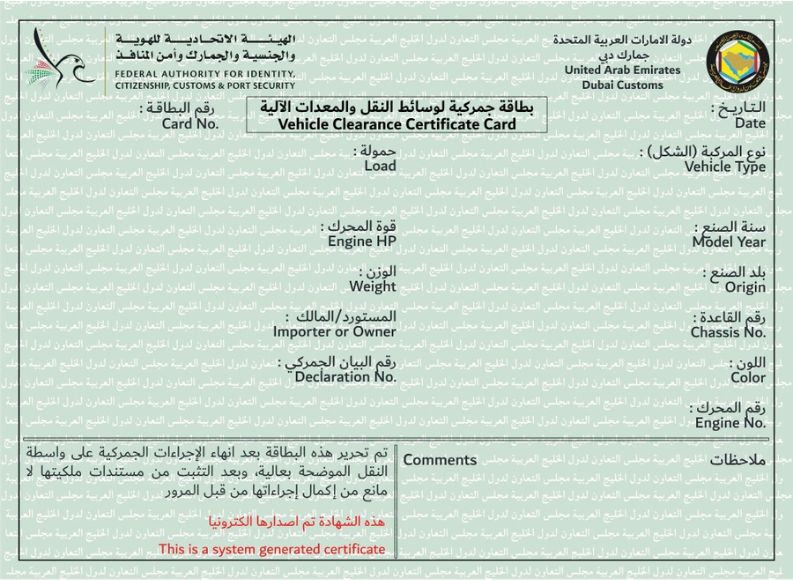 الهيئــة الاتحاديــة للهوية
والجنسية والجمارك وأمن المنافذ
FEDERAL AUTHORITY FOR IDENTITY,
CITIZENSHIP, CUSTOMS & PORT SECURITY
دولة الامارات العربية المتحدة
جمارك دبي
United Arab Emirates
Dubai Customs
رقم البطاقة :
Card No.
بطاقة جمركية لوسائط النقل والمعدات الآلية
Vehicle Clearance Certificate Card
التاريخ :
Date
نوع المركبة (الشكل) :
Vehicle Type
حمولة :
Load
سنة الصنع :
Model Year
قوة المحرك :
Engine HP
بلد الصنع :
Origin
الوزن :
Weight
رقم القاعدة :
Chassis No.
المستورد/المالك :
Importer or Owner
اللون :
Color
رقم البيان الجمركي :
Declaration No.
رقم المحرك :
Engine No.
ملاحظات
Comments
تم تحرير هذه البطاقة بعد انهاء الإجراءات الجمركية على واسطة
النقل الموضحة بعالية، وبعد التثبت من مستندات ملكيتها لا
مانع من إكمال إجراءاتها من قبل المرور
هذه الشهادة تم اصدارها الكترونيا
This is a system generated certificate